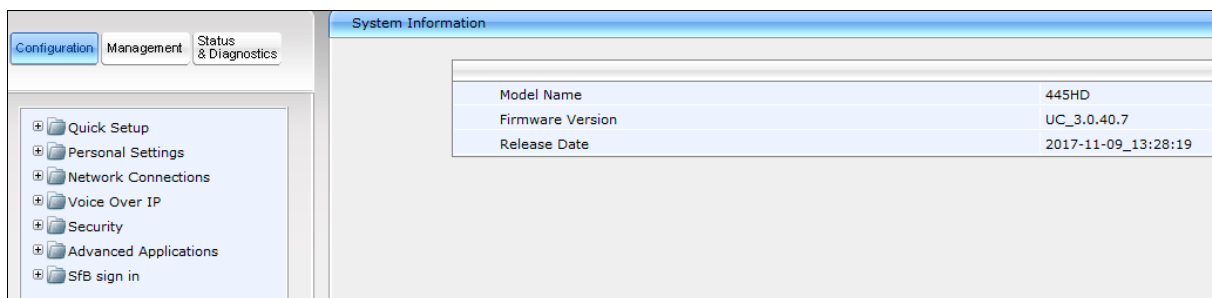 Configuration
Management
Status
& Diagnostics
System Information
Quick Setup
Personal Settings
Network Connections
Voice Over IP
Security
Advanced Applications
SfB sign in
Model Name 445HD
Firmware Version UC_3.0.40.7
Release Date 2017-11-09_13:28:19